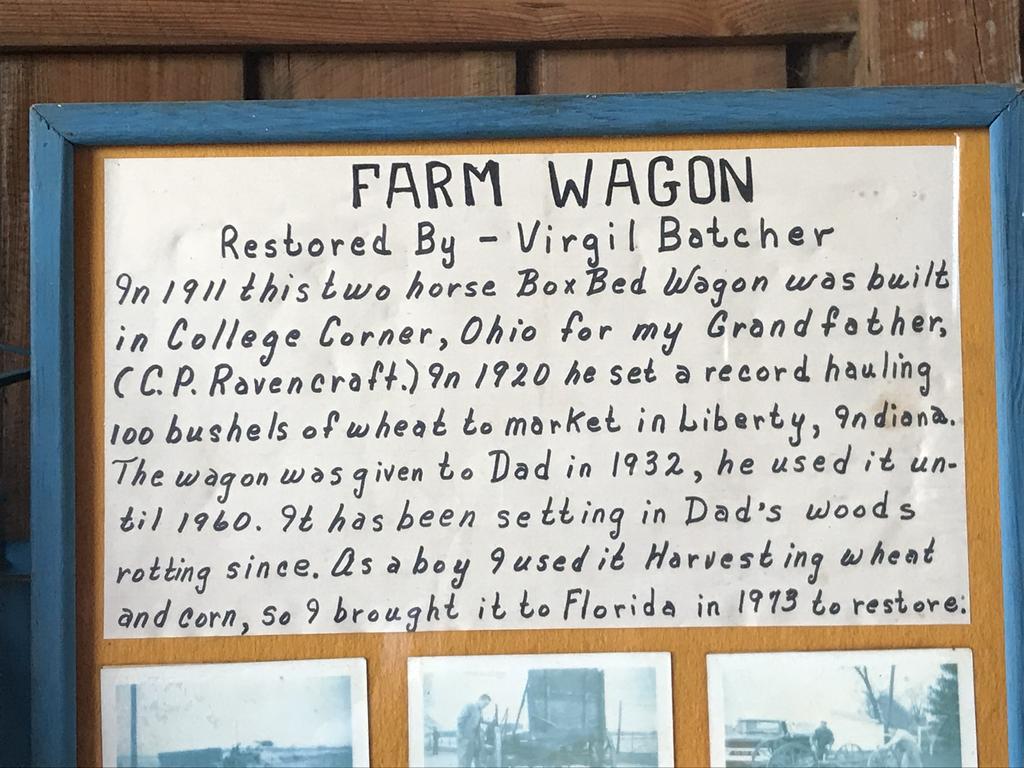 FARM WAGON
Restored By - Virgil Batcher
In 1911 this two horse Box Bed Wagon was built
in College Corner, Ohio for my Grandfather,
(C.P. Ravencraft.) In 1920 he set a record hauling
100 bushels of wheat to market in Liberty, Indiana.
The wagon was given to Dad in 1932, he used it un-
til 1960. It has been setting in Dad's woods
rotting since. As a boy I used it Harvesting wheat
and corn, so I brought it to Florida in 1973 to restore.